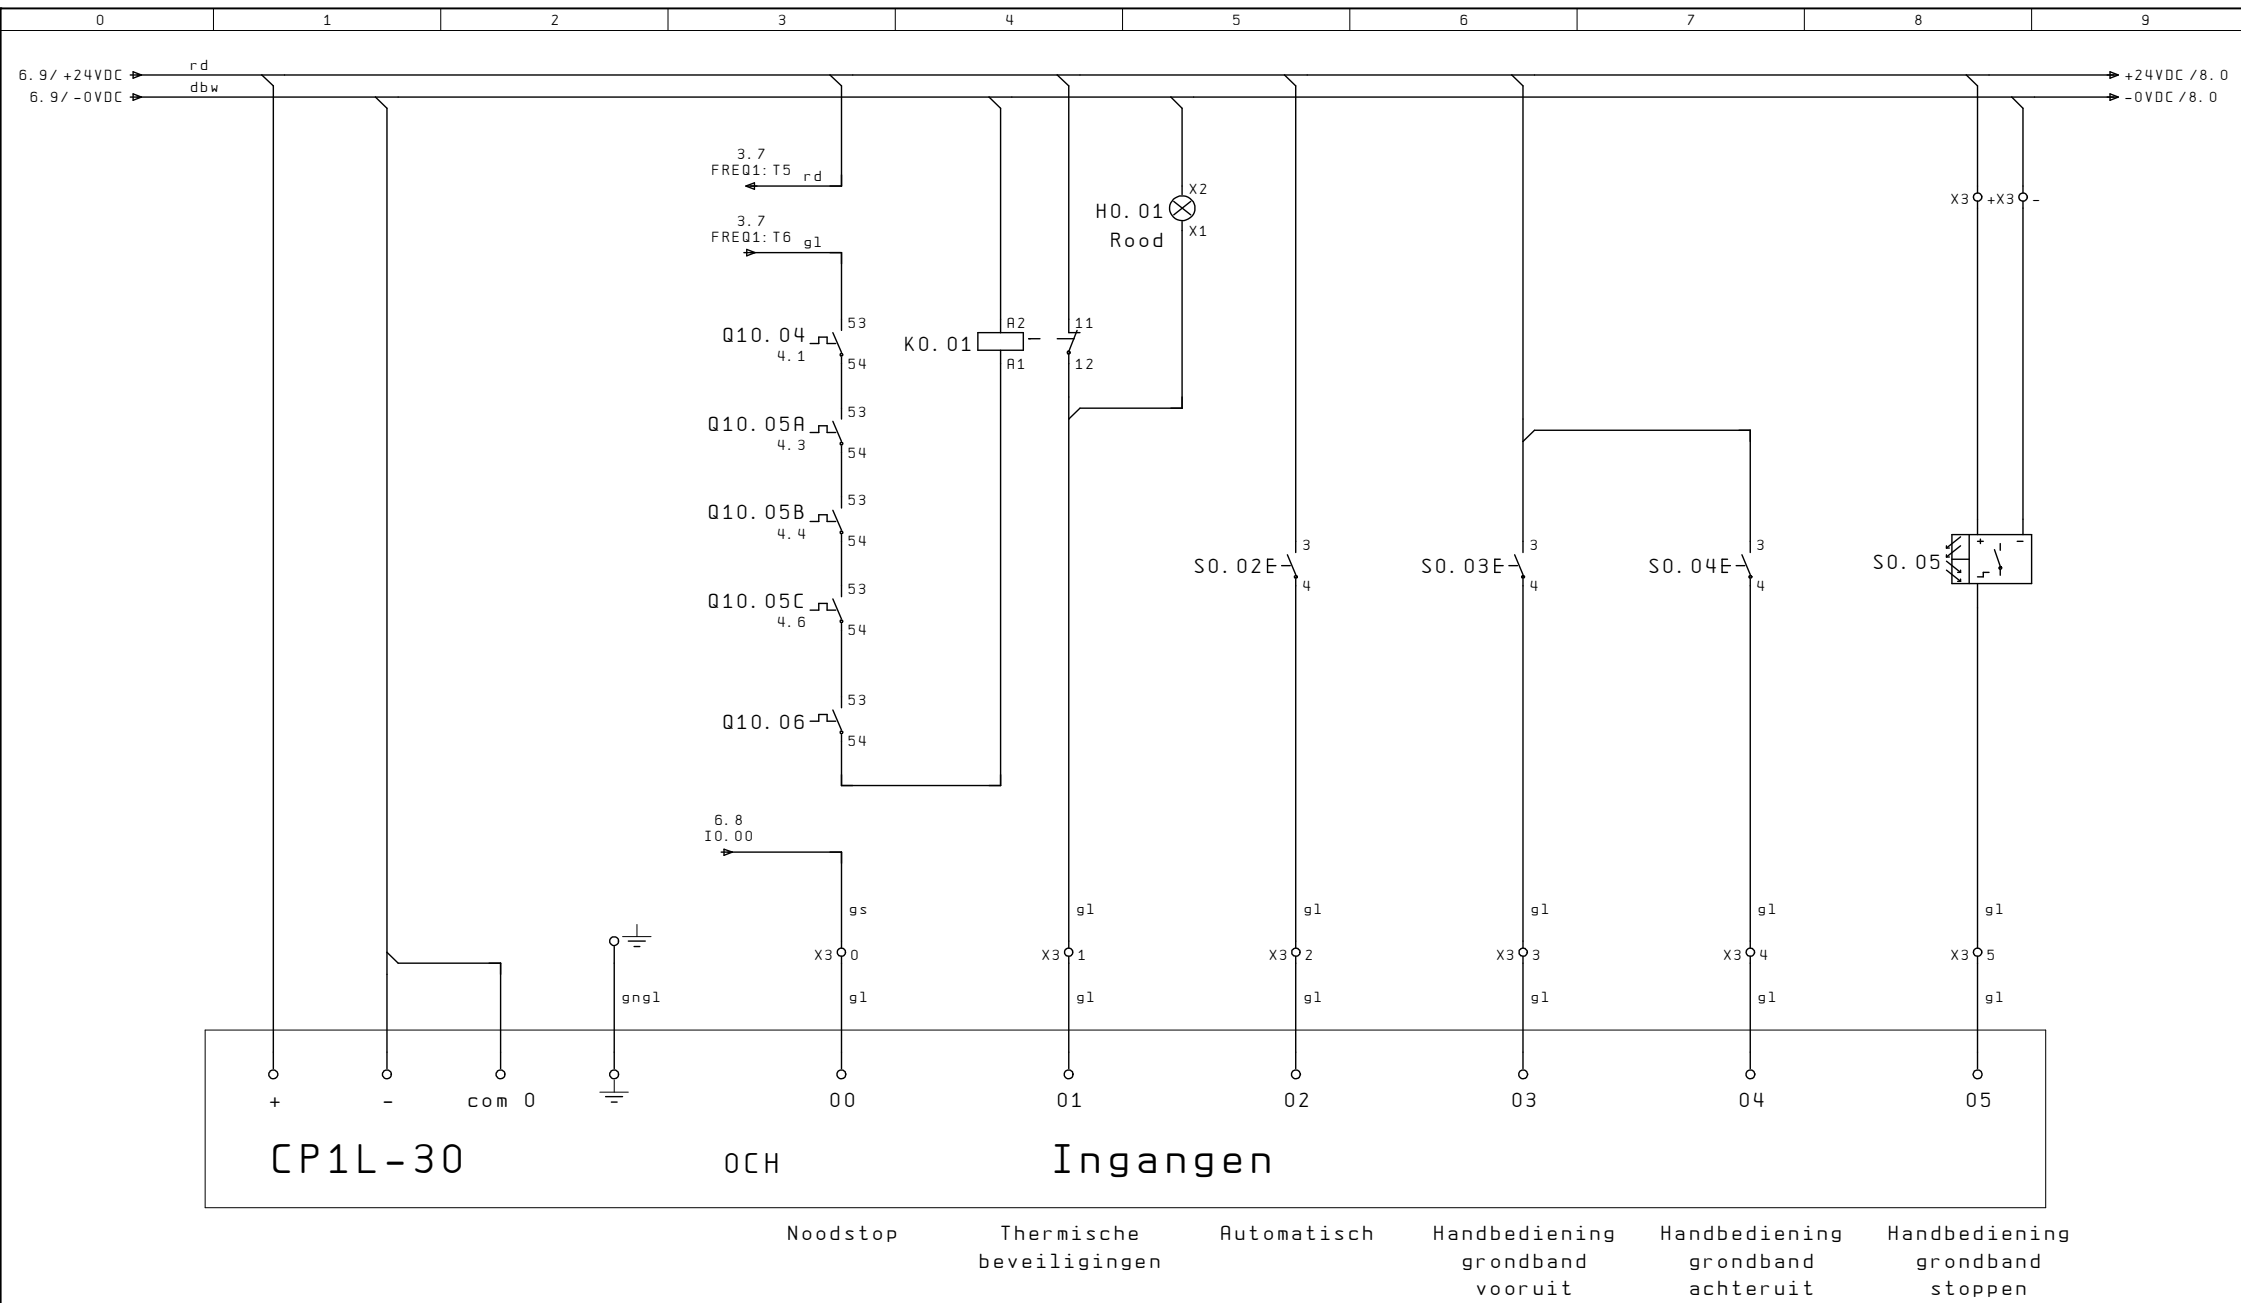 0 1 2 3 4 5 6 7 8 9
6.9/+24VDC rd +24VDC/8.0
6.9/-0VDC dbw -0VDC/8.0
3.7
FREQ1:T5 rd
3.7
FREQ1:T6 gl
H0.01 X2
Rood X1
X3 + X3 -
Q10.04 53
4.1 54
K0.01 A2
A1
11
12
Q10.05A 53
4.3 54
Q10.05B 53
4.4 54
Q10.05C 53
4.6 54
S0.02E 3
4
S0.03E 3
4
S0.04E 3
4
S0.05 + -
Q10.06 53
54
6.8
I0.00
gs gl gl gl gl gl
X3 0 X3 1 X3 2 X3 3 X3 4 X3 5
gngl gl gl gl gl gl gl
+ - com 0 00 01 02 03 04 05
CP1L-30 0CH Ingangen
Noodstop
Thermische
beveiligingen
Automatisch
Handbediening
grondband
vooruit
Handbediening
grondband
achteruit
Handbediening
grondband
stoppen